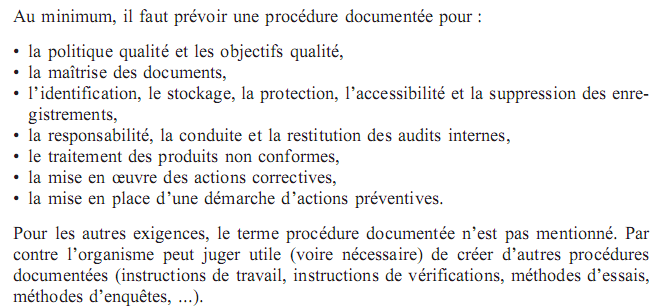 Au minimum, il faut prévoir une procédure documentée pour :
• la politique qualité et les objectifs qualité,
• la maîtrise des documents,
• l'identification, le stockage, la protection, l'accessibilité et la suppression des enre-
gistrements,
• la responsabilité, la conduite et la restitution des audits internes,
• le traitement des produits non conformes,
• la mise en œuvre des actions correctives,
• la mise en place d'une démarche d'actions préventives.
Pour les autres exigences, le terme procédure documentée n'est pas mentionné. Par
contre l'organisme peut juger utile (voire nécessaire) de créer d'autres procédures
documentées (instructions de travail, instructions de vérifications, méthodes d'essais,
méthodes d'enquêtes, ...).